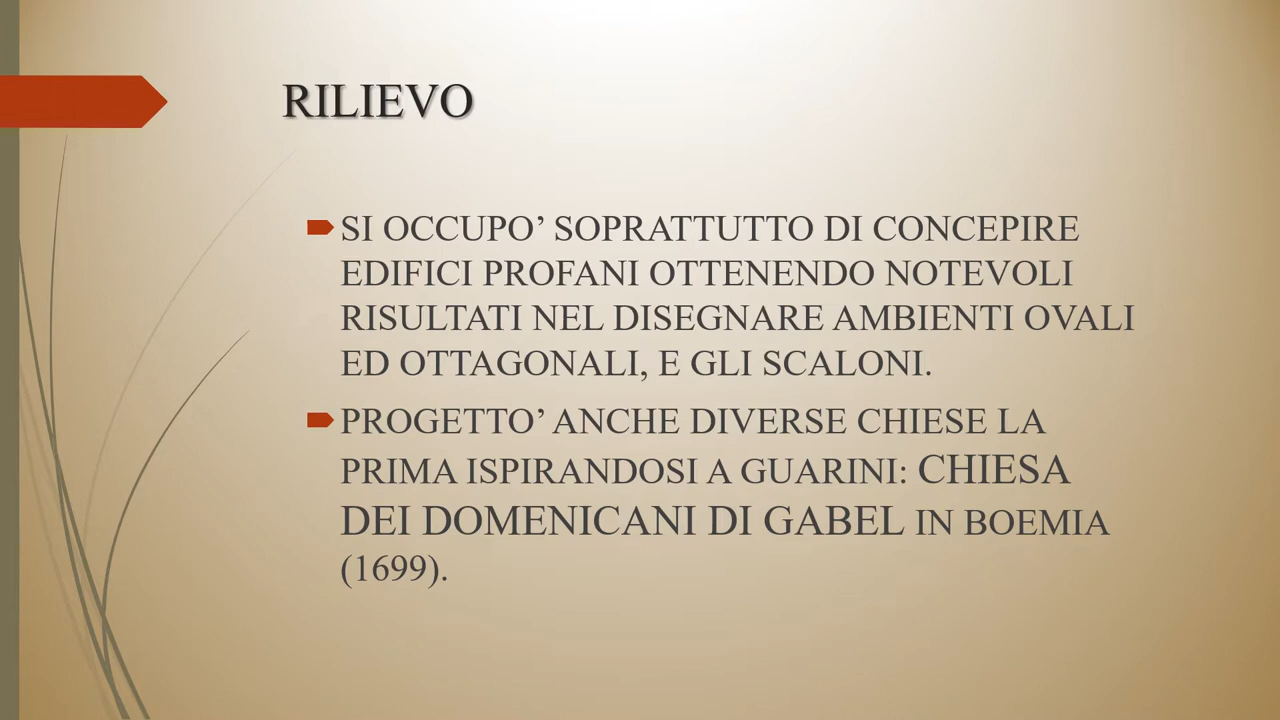 RILIEVO
SI OCCUPO’ SOPRATTUTTO DI CONCEPIRE
EDIFICI PROFANI OTTENENDO NOTEVOLI
RISULTATI NEL DISEGNARE AMBIENTI OVALI
ED OTTAGONALI, E GLI SCALONI.
PROGETTO’ ANCHE DIVERSE CHIESE LA
PRIMA ISPIRANDOSI A GUARINI: CHIESA
DEI DOMENICANI DI GABEL IN BOEMIA
(1699).